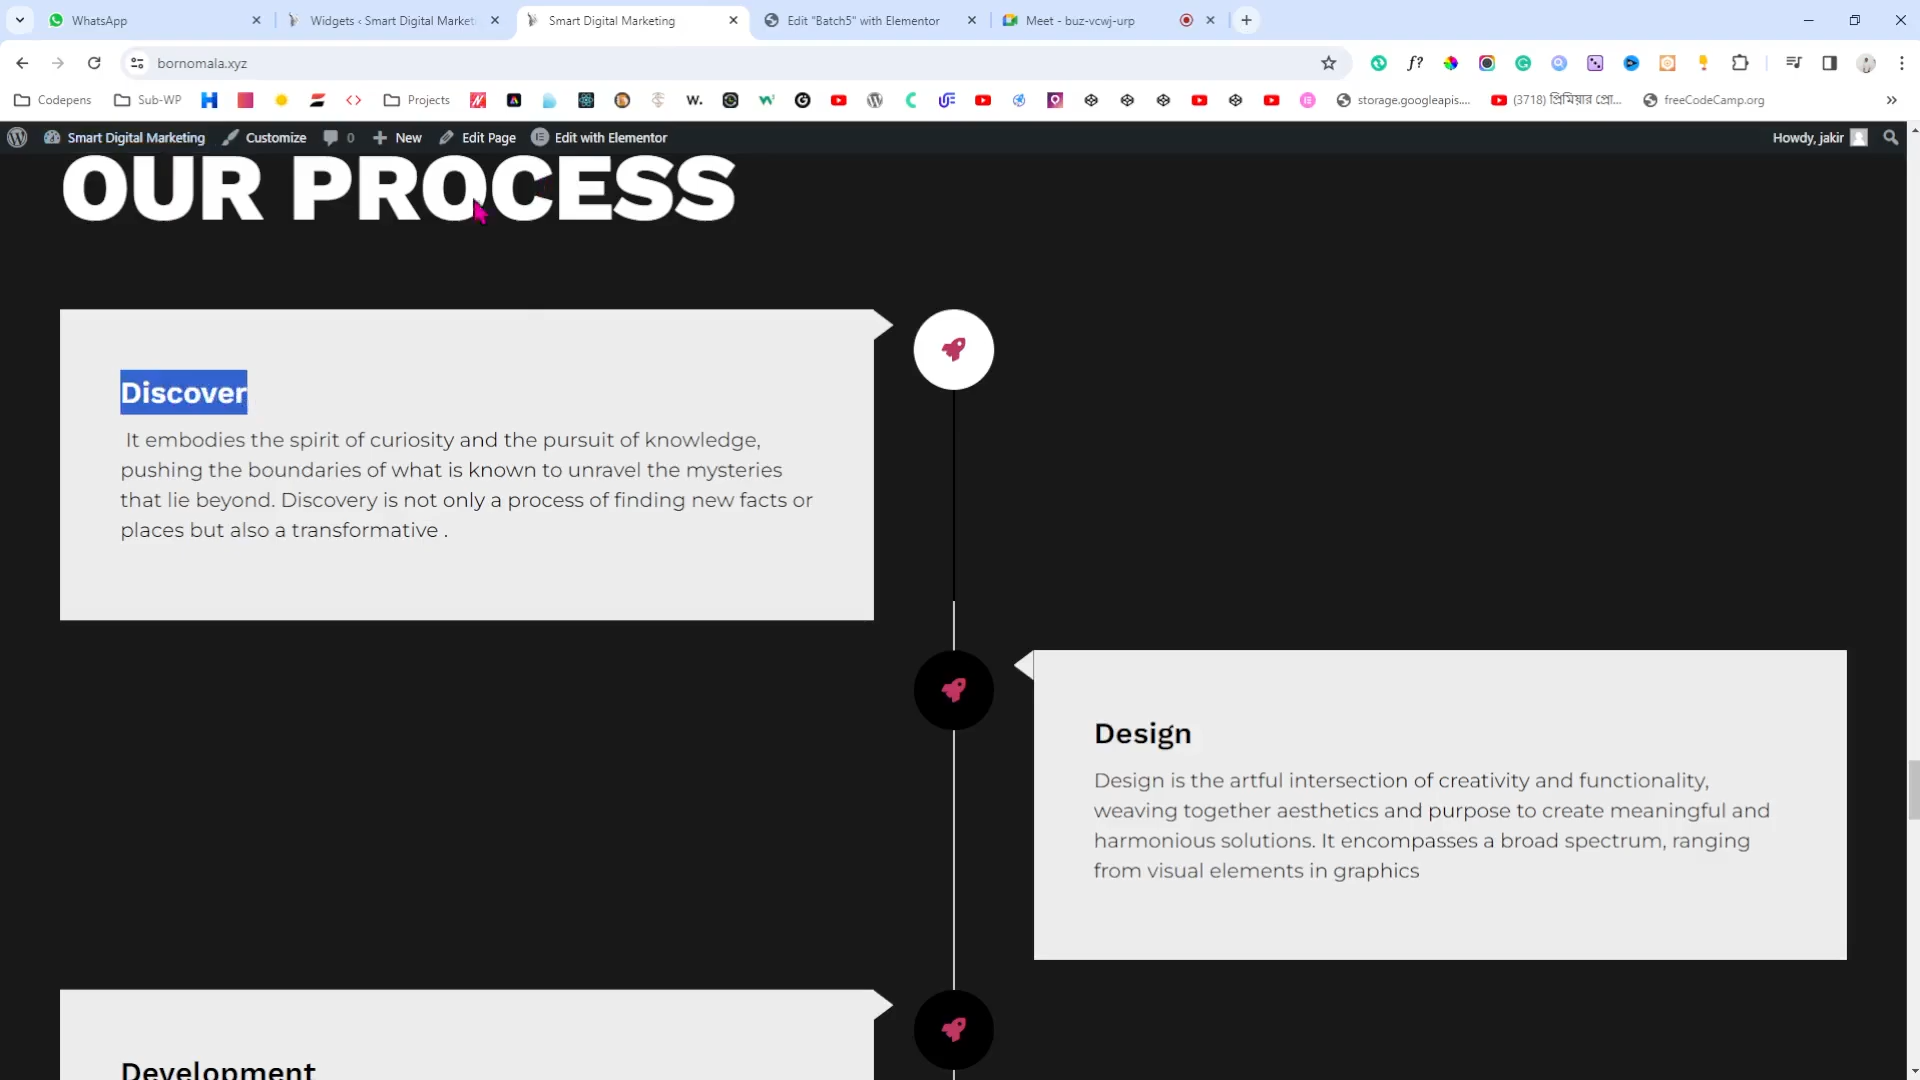 WhatsApp
Widgets ‹ Smart Digital Market
Smart Digital Marketing
Edit "Batch5" with Elementor
Meet - buz-vcwj-urp
bornomala.xyz
f?
Codepens
Sub-WP
Projects
w.
storage.googleapis....
(3718) প্রিমিয়ার প্রো...
freeCodeCamp.org
Smart Digital Marketing
Customize
0
New
Edit Page
Edit with Elementor
Howdy, jakir
OUR PROCESS
Discover
It embodies the spirit of curiosity and the pursuit of knowledge,
pushing the boundaries of what is known to unravel the mysteries
that lie beyond. Discovery is not only a process of finding new facts or
places but also a transformative .
Design
Design is the artful intersection of creativity and functionality,
weaving together aesthetics and purpose to create meaningful and
harmonious solutions. It encompasses a broad spectrum, ranging
from visual elements in graphics
Development